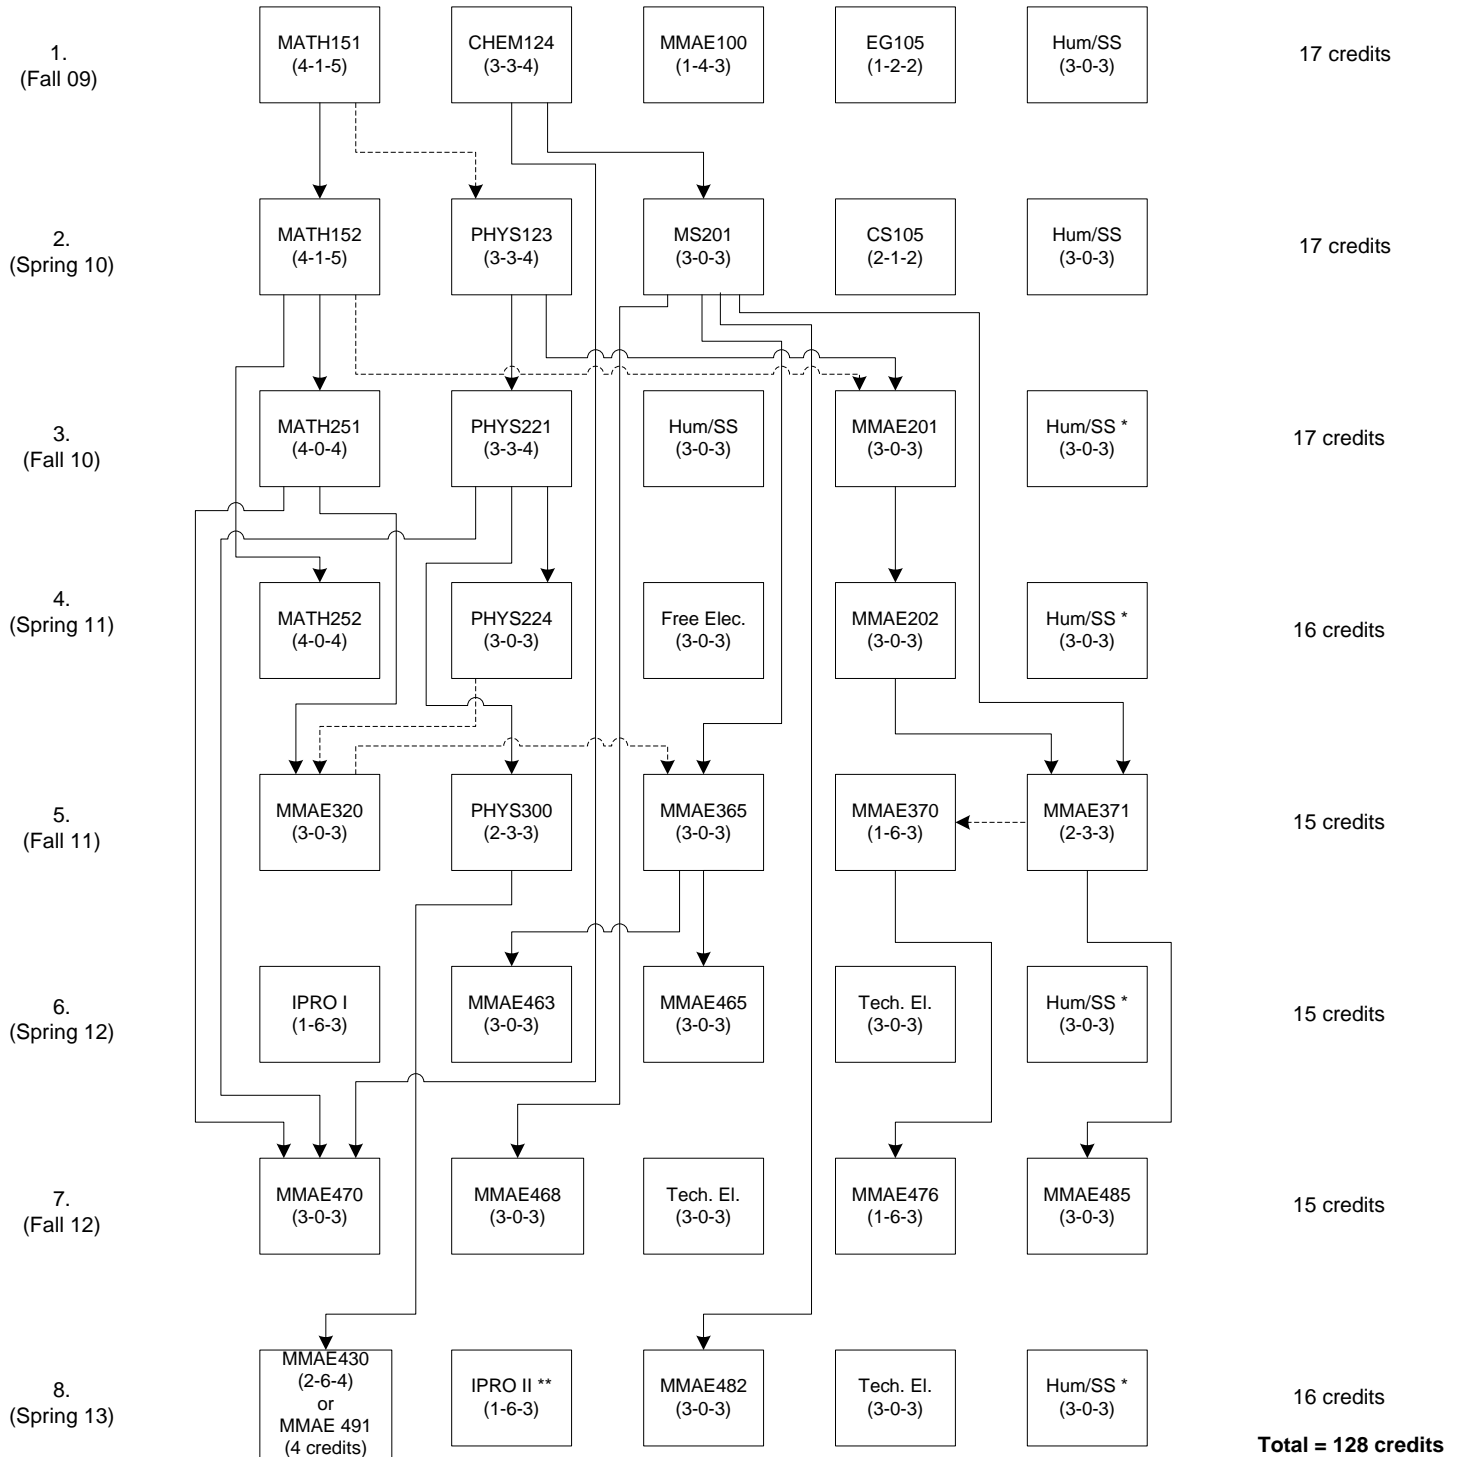 1.
(Fall 09)
MATH151
(4-1-5)
CHEM124
(3-3-4)
MMAE100
(1-4-3)
EG105
(1-2-2)
Hum/SS
(3-0-3)
17 credits
2.
(Spring 10)
MATH152
(4-1-5)
PHYS123
(3-3-4)
MS201
(3-0-3)
CS105
(2-1-2)
Hum/SS
(3-0-3)
17 credits
3.
(Fall 10)
MATH251
(4-0-4)
PHYS221
(3-3-4)
Hum/SS
(3-0-3)
MMAE201
(3-0-3)
Hum/SS *
(3-0-3)
17 credits
4.
(Spring 11)
MATH252
(4-0-4)
PHYS224
(3-0-3)
Free Elec.
(3-0-3)
MMAE202
(3-0-3)
Hum/SS *
(3-0-3)
16 credits
5.
(Fall 11)
MMAE320
(3-0-3)
PHYS300
(2-3-3)
MMAE365
(3-0-3)
MMAE370
(1-6-3)
MMAE371
(2-3-3)
15 credits
6.
(Spring 12)
IPRO I
(1-6-3)
MMAE463
(3-0-3)
MMAE465
(3-0-3)
Tech. El.
(3-0-3)
Hum/SS *
(3-0-3)
15 credits
7.
(Fall 12)
MMAE470
(3-0-3)
MMAE468
(3-0-3)
Tech. El.
(3-0-3)
MMAE476
(1-6-3)
MMAE485
(3-0-3)
15 credits
8.
(Spring 13)
MMAE430
(2-6-4)
or
MMAE 491
(4 credits)
IPRO II **
(1-6-3)
MMAE482
(3-0-3)
Tech. El.
(3-0-3)
Hum/SS *
(3-0-3)
16 credits
Total = 128 credits